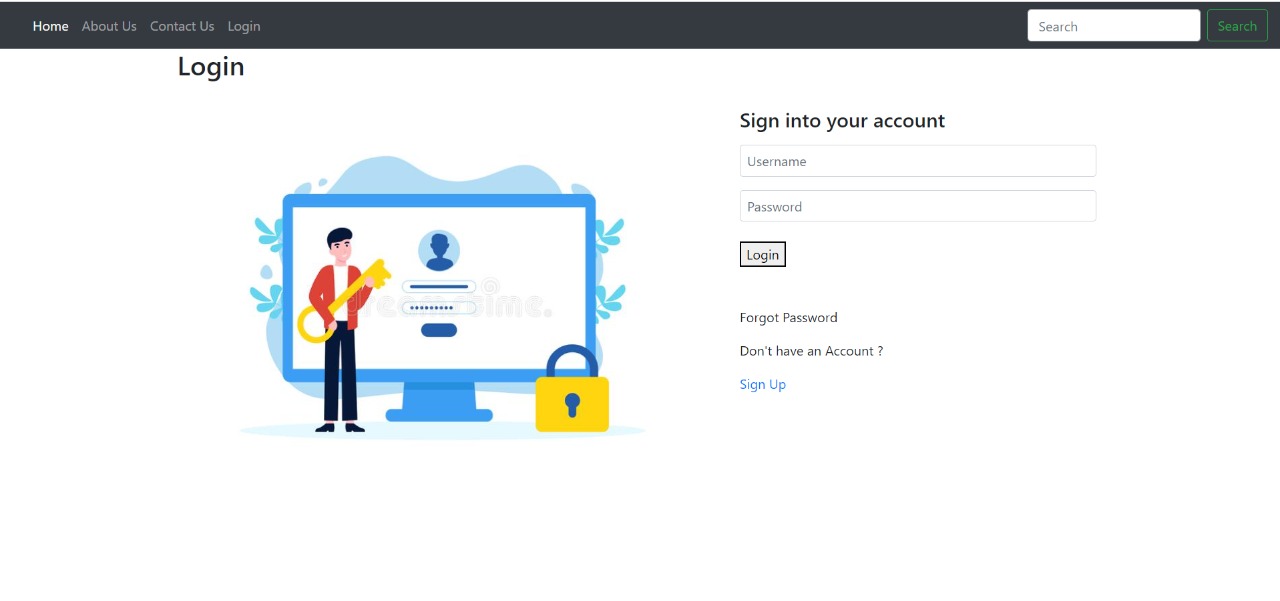 Home About Us Contact Us Login Search Search
Login
Sign into your account
Username
Password
Login
Forgot Password
Don't have an Account ?
Sign Up
dreamstime.